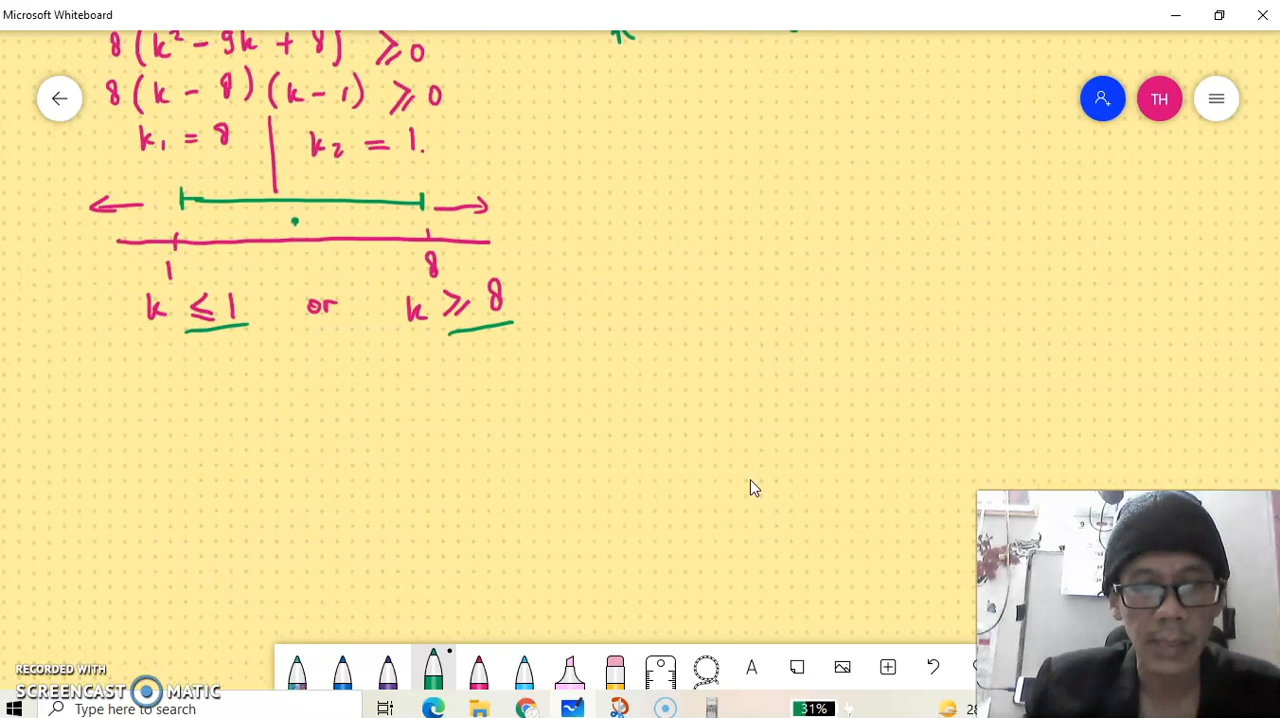 Microsoft Whiteboard
8(k² - 9k + 8) ⩾ 0
8(k - 8)(k - 1) ⩾ 0
k₁ = 8 | k₂ = 1.
1 8
k ⩽ 1 or k ⩾ 8
TH
A
RECORDED WITH
SCREENCAST MATIC
Type here to search
31%